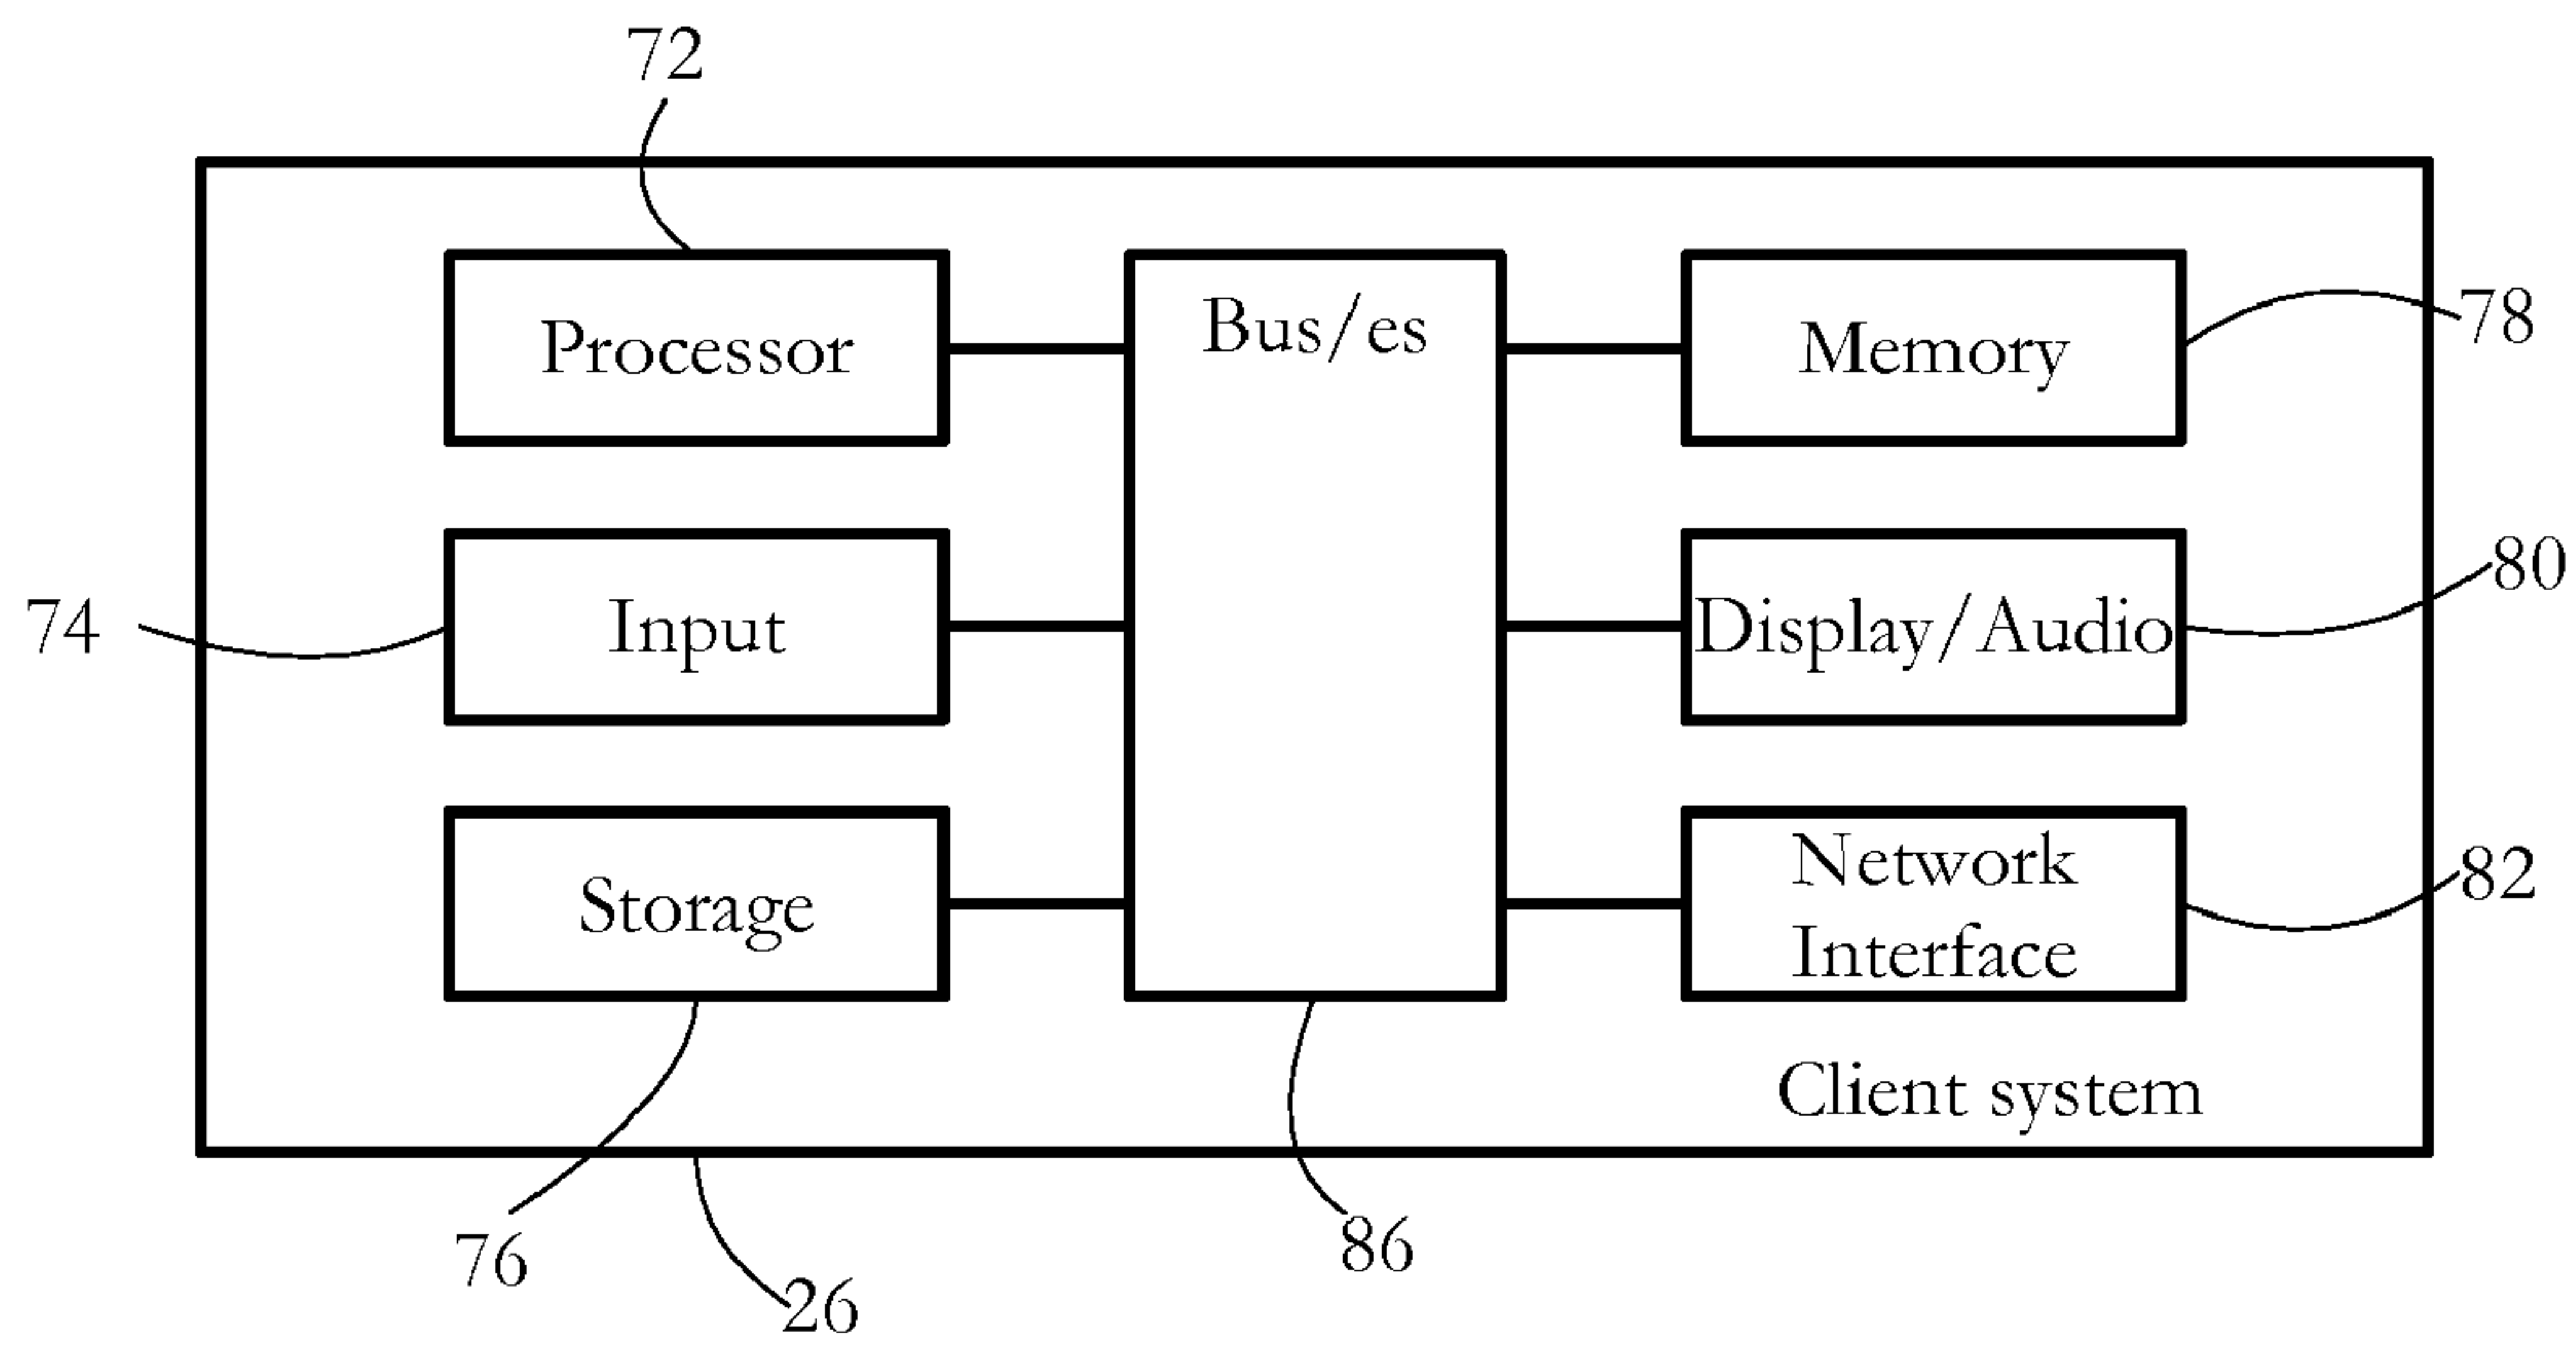 72
Processor
Bus/es
Memory
78
74
Input
Display/Audio
80
Storage
Network
Interface
82
Client system
76
26
86